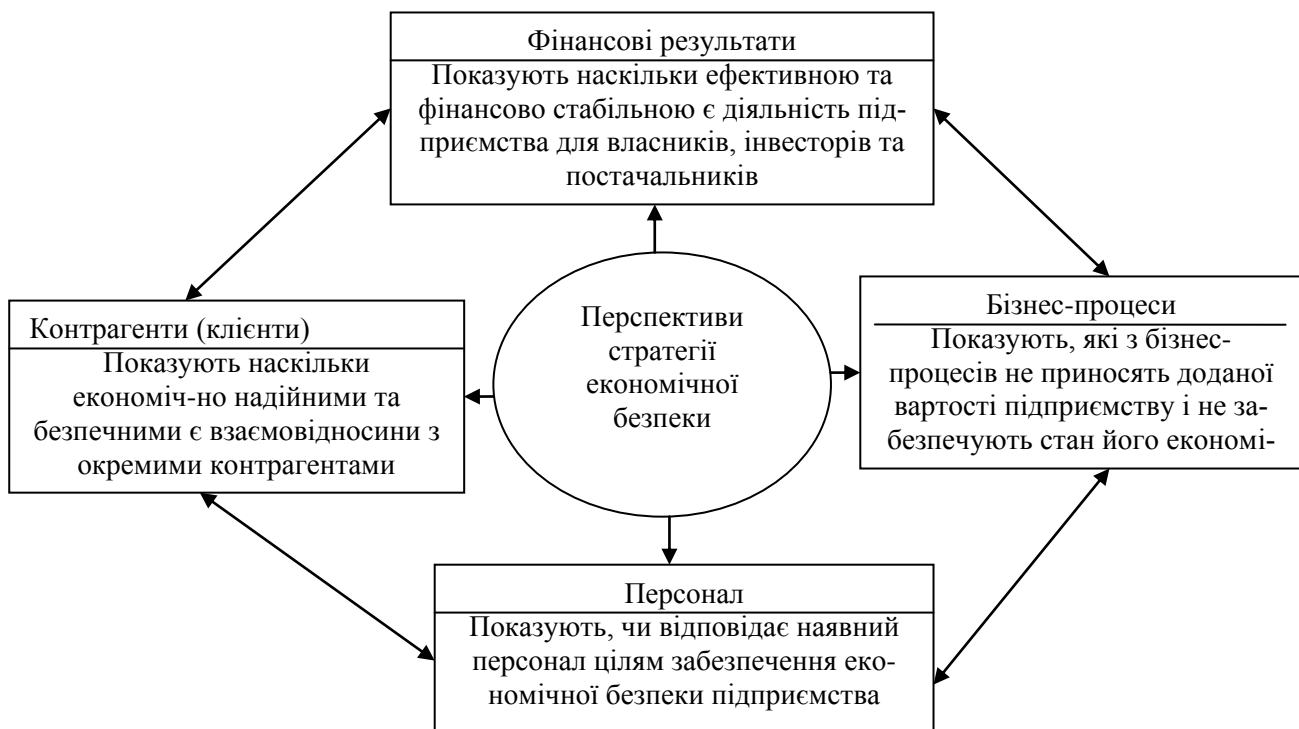 Фінансові результати
Показують наскільки ефективною та
фінансово стабільною є діяльність під-
приємства для власників, інвесторів та
постачальників
Контрагенти (клієнти)
Показують наскільки
економіч-но надійними та
безпечними є взаємовідносини з
окремими контрагентами
Перспективи
стратегії
економічної
безпеки
Бізнес-процеси
Показують, які з бізнес-
процесів не приносять доданої
вартості підприємству і не за-
безпечують стан його економі-
Персонал
Показують, чи відповідає наявний
персонал цілям забезпечення еко-
номічної безпеки підприємства